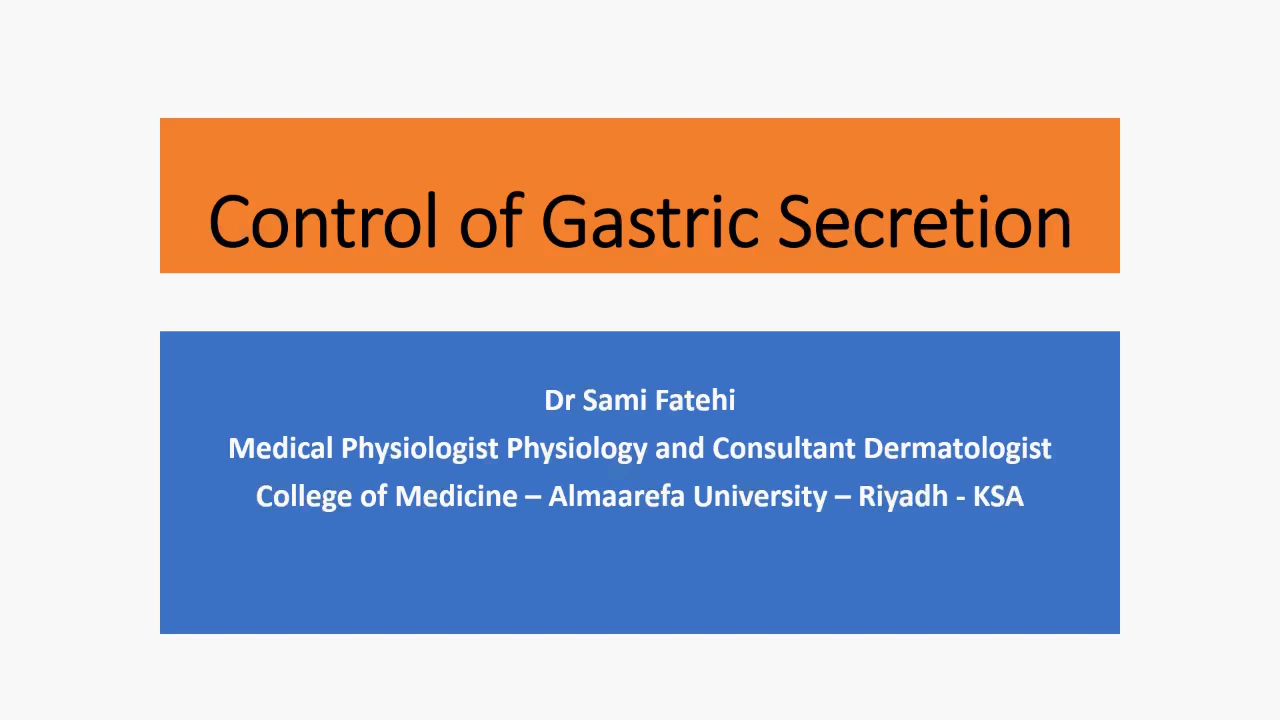 Control of Gastric Secretion
Dr Sami Fatehi
Medical Physiologist Physiology and Consultant Dermatologist
College of Medicine – Almaarefa University – Riyadh - KSA